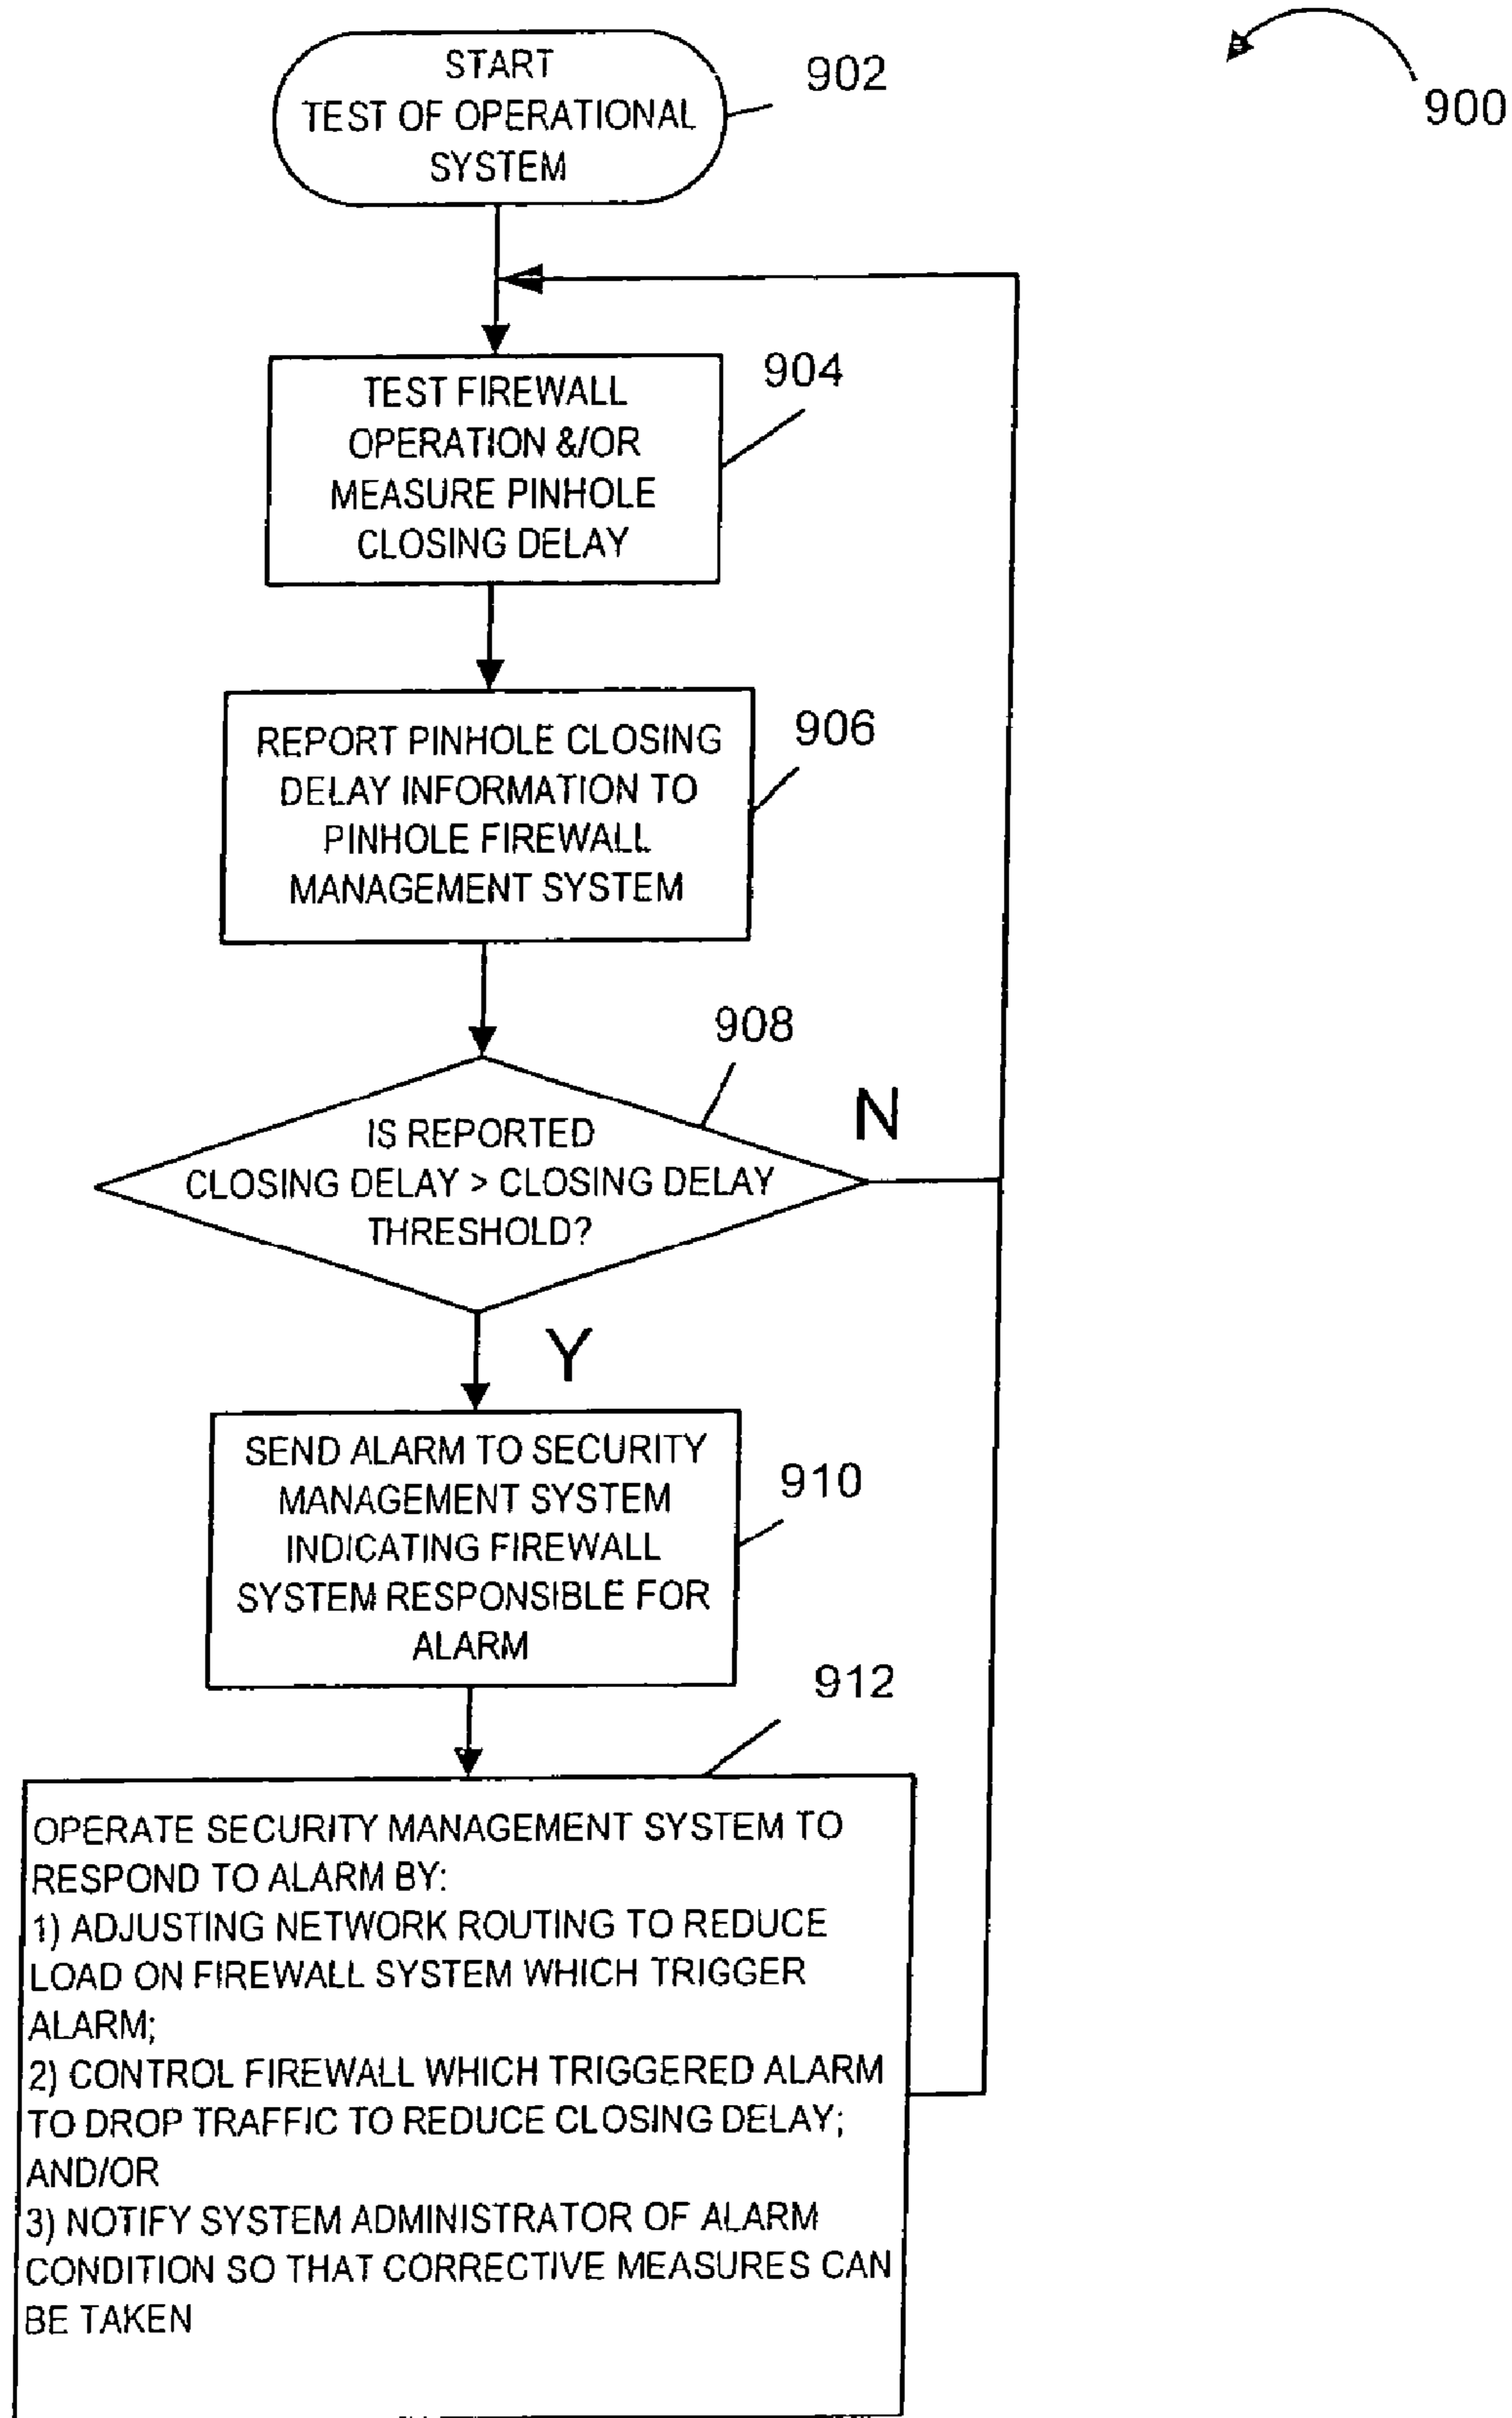 START
TEST OF OPERATIONAL
SYSTEM
902
900
TEST FIREWALL
OPERATION &/OR
MEASURE PINHOLE
CLOSING DELAY
904
REPORT PINHOLE CLOSING
DELAY INFORMATION TO
PINHOLE FIREWALL
MANAGEMENT SYSTEM
906
908
IS REPORTED
CLOSING DELAY > CLOSING DELAY
THRESHOLD?
N
Y
SEND ALARM TO SECURITY
MANAGEMENT SYSTEM
INDICATING FIREWALL
SYSTEM RESPONSIBLE FOR
ALARM
910
912
OPERATE SECURITY MANAGEMENT SYSTEM TO
RESPOND TO ALARM BY:
1) ADJUSTING NETWORK ROUTING TO REDUCE
LOAD ON FIREWALL SYSTEM WHICH TRIGGER
ALARM;
2) CONTROL FIREWALL WHICH TRIGGERED ALARM
TO DROP TRAFFIC TO REDUCE CLOSING DELAY;
AND/OR
3) NOTIFY SYSTEM ADMINISTRATOR OF ALARM
CONDITION SO THAT CORRECTIVE MEASURES CAN
BE TAKEN